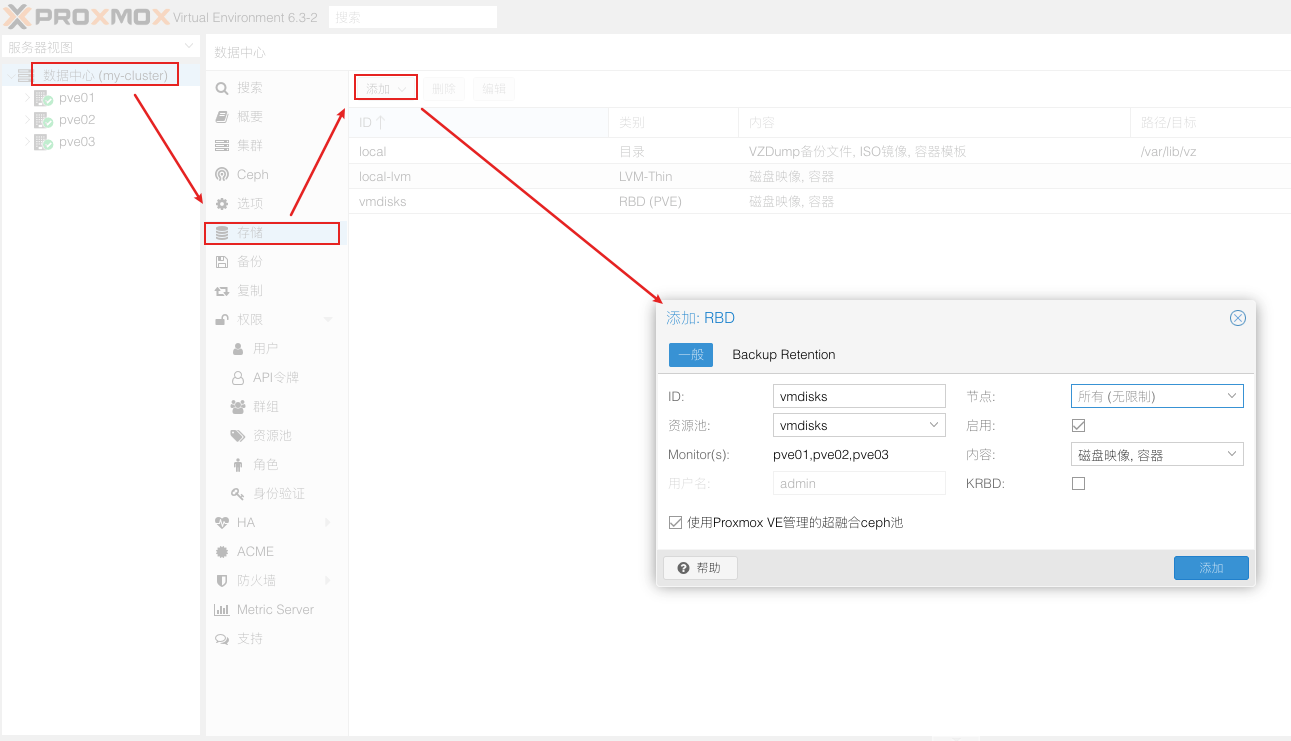 PROXMOX Virtual Environment 6.3-2 搜索
服务器视图
数据中心 (my-cluster)
pve01
pve02
pve03
数据中心
搜索
概要
集群
Ceph
选项
存储
备份
复制
权限
用户
API令牌
群组
资源池
角色
身份验证
HA
ACME
防火墙
Metric Server
支持
添加 删除 编辑
ID 类别 内容 路径/目标
local 目录 VZDump备份文件, ISO镜像, 容器模板 /var/lib/vz
local-lvm LVM-Thin 磁盘映像, 容器
vmdisks RBD (PVE) 磁盘映像, 容器
添加: RBD
一般 Backup Retention
ID: vmdisks 节点: 所有 (无限制)
资源池: vmdisks 启用:
Monitor(s): pve01,pve02,pve03 内容: 磁盘映像, 容器
用户名: admin KRBD:
使用Proxmox VE管理的超融合ceph池
帮助 添加